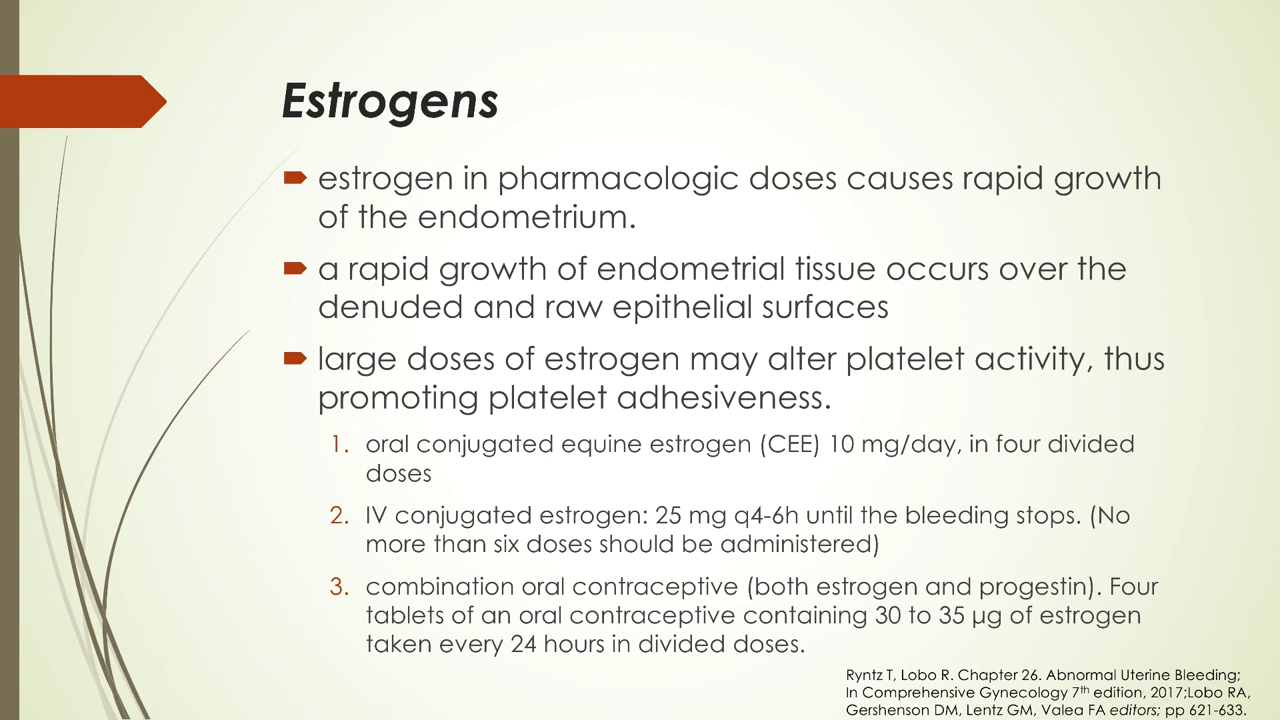 Estrogens
estrogen in pharmacologic doses causes rapid growth
of the endometrium.
a rapid growth of endometrial tissue occurs over the
denuded and raw epithelial surfaces
large doses of estrogen may alter platelet activity, thus
promoting platelet adhesiveness.
1. oral conjugated equine estrogen (CEE) 10 mg/day, in four divided
doses
2. IV conjugated estrogen: 25 mg q4-6h until the bleeding stops. (No
more than six doses should be administered)
3. combination oral contraceptive (both estrogen and progestin). Four
tablets of an oral contraceptive containing 30 to 35 µg of estrogen
taken every 24 hours in divided doses.
Ryntz T, Lobo R. Chapter 26. Abnormal Uterine Bleeding;
In Comprehensive Gynecology 7th edition, 2017;Lobo RA,
Gershenson DM, Lentz GM, Valea FA editors; pp 621-633.